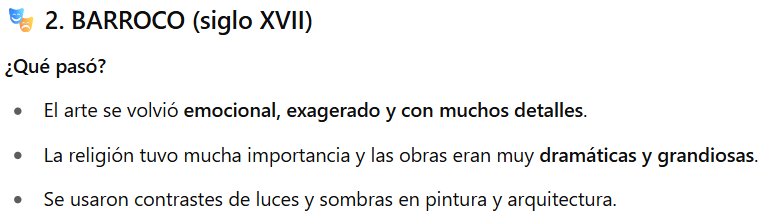 🎭 2. BARROCO (siglo XVII)
¿Qué pasó?
• El arte se volvió emocional, exagerado y con muchos detalles.
• La religión tuvo mucha importancia y las obras eran muy dramáticas y grandiosas.
• Se usaron contrastes de luces y sombras en pintura y arquitectura.